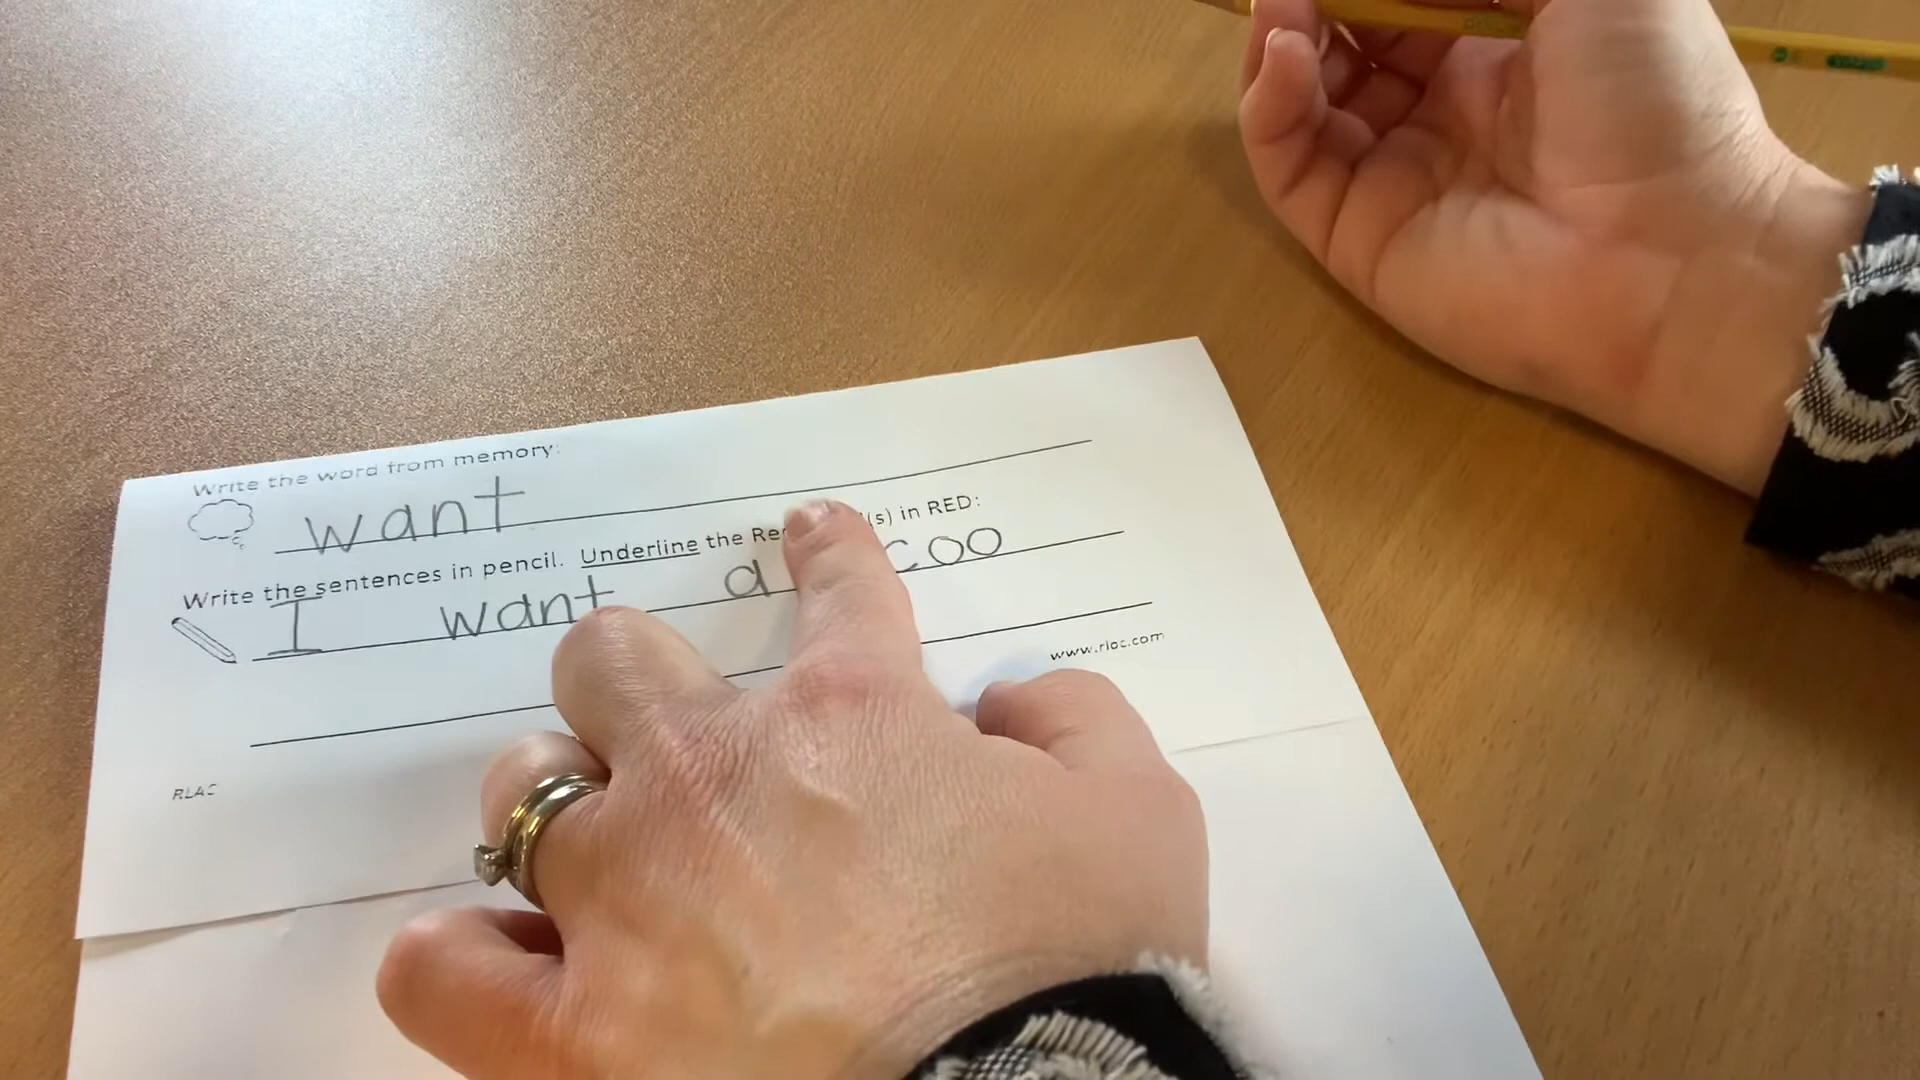 Write the word from memory:
want
Write the sentences in pencil. Underline the (s) in RED:
I want a coo
www.rlac.com
RLAC